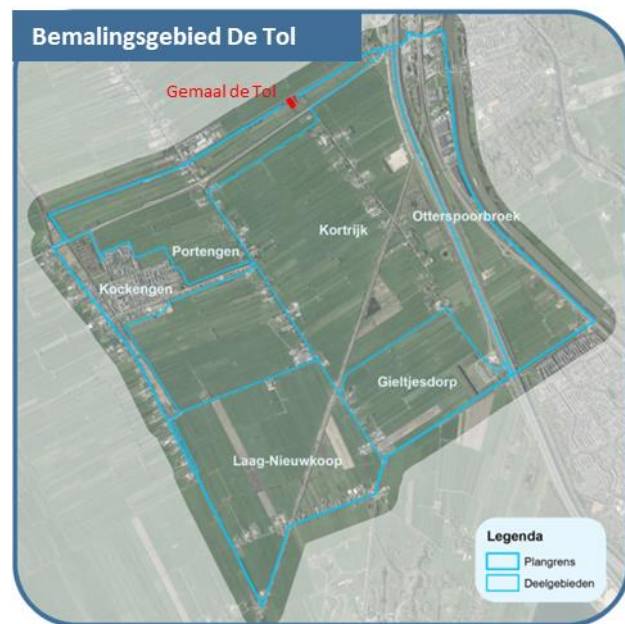 Bemalingsgebied De Tol
Gemaal de Tol
Otterspoorbroek
Kortrijk
Portengen
Kockengen
Gieltjesdorp
Laag-Nieuwkoop
Legenda
Plangrens
Deelgebieden